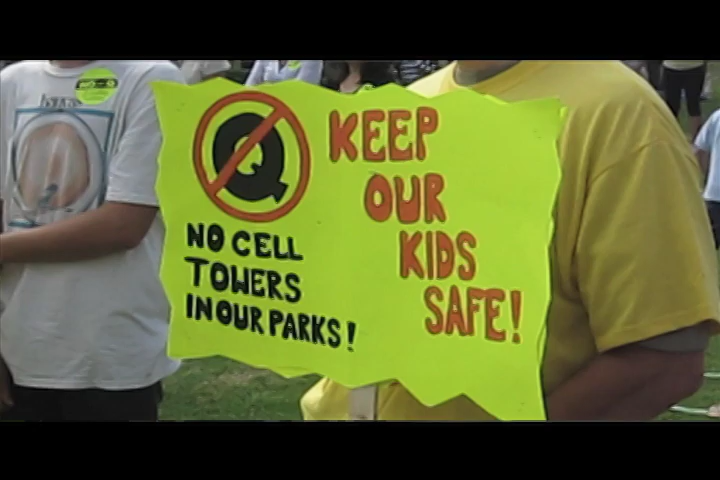 Q
NO CELL
TOWERS
IN OUR PARKS!
KEEP
OUR
KIDS
SAFE!